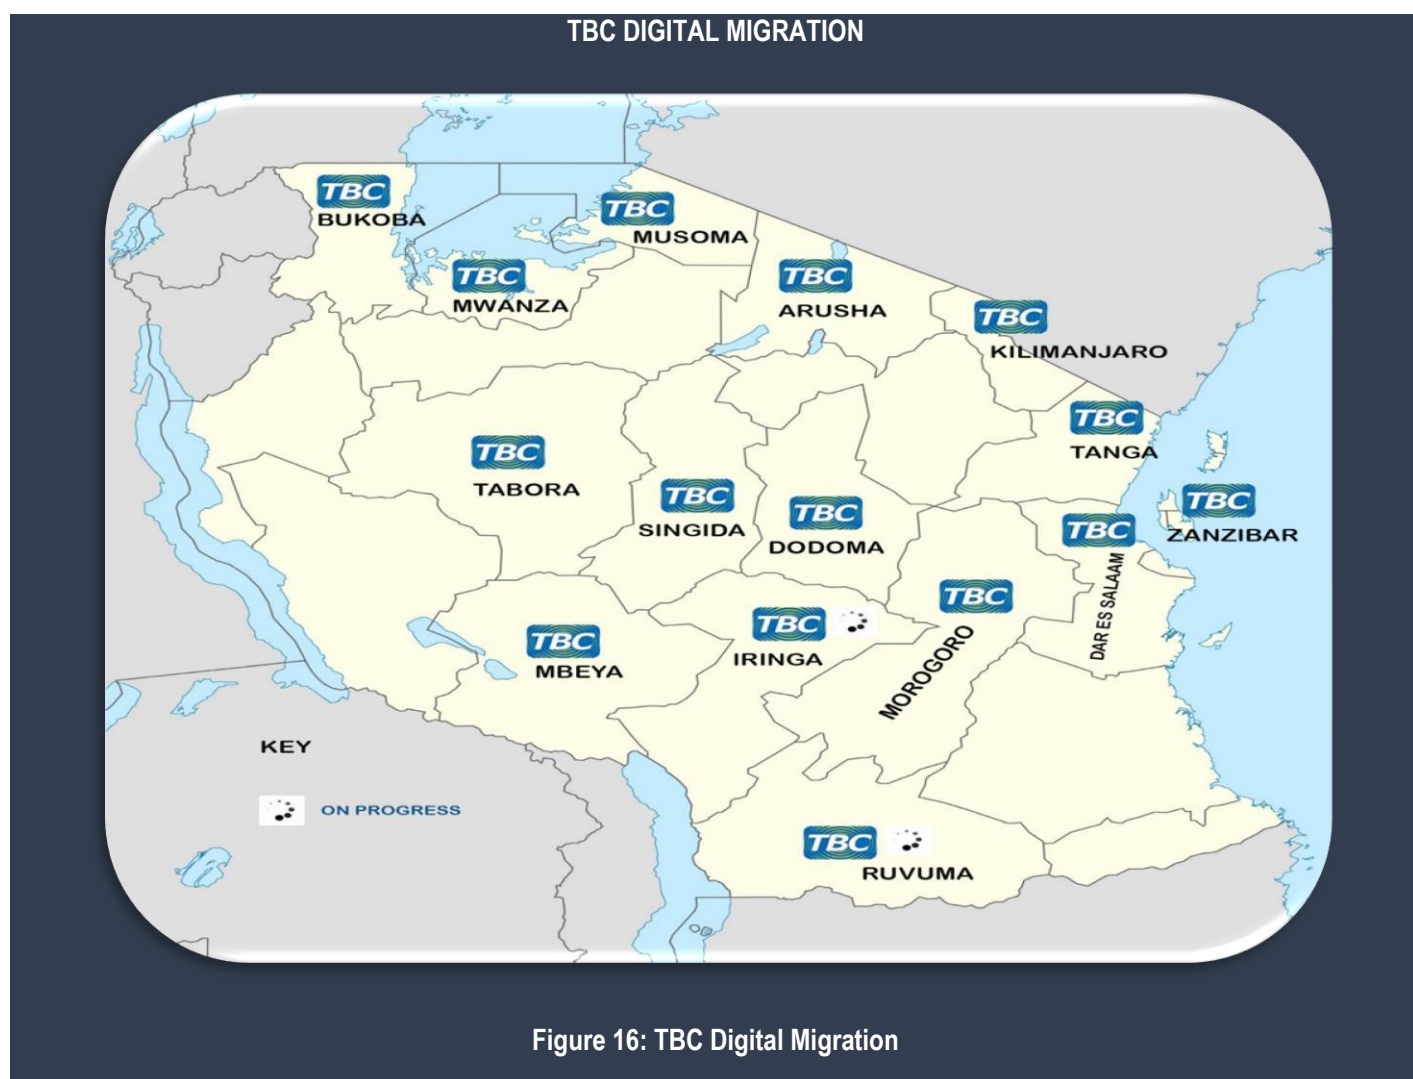 TBC DIGITAL MIGRATION
TBC
BUKOBA
TBC
MUSOMA
TBC
MWANZA
TBC
ARUSHA
TBC
KILIMANJARO
TBC
TANGA
TBC
TABORA
TBC
SINGIDA
TBC
DODOMA
TBC
ZANZIBAR
TBC
DAR ES SALAAM
TBC
MOROGORO
TBC
IRINGA
TBC
MBEYA
KEY
ON PROGRESS
TBC
RUVUMA
Figure 16: TBC Digital Migration